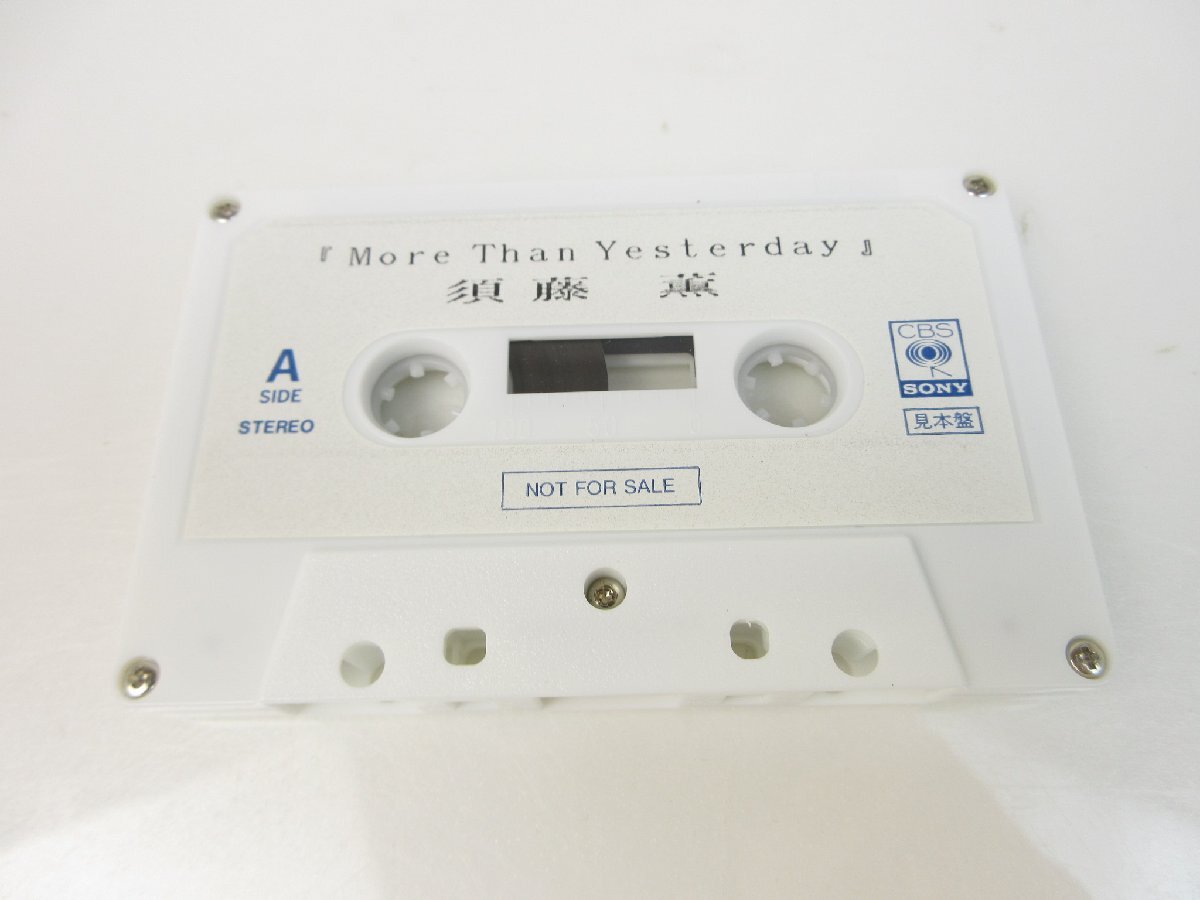 『More Than Yesterday』
須藤 薫
A
SIDE
STEREO
CBS
SONY
見本盤
NOT FOR SALE